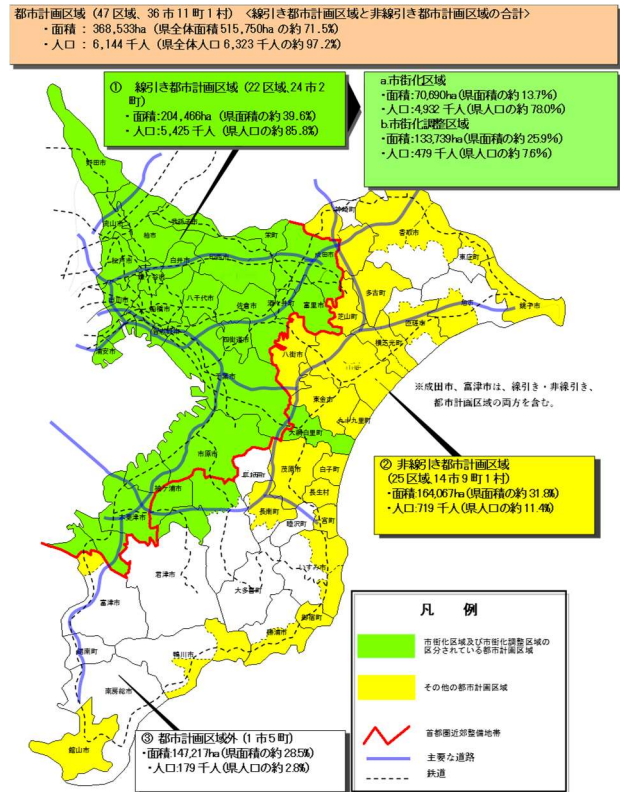 都市計画区域（47区域、36市11町1村）<線引き都市計画区域と非線引き都市計画区域の合計>
・面積：368,533ha（県全体面積515,750haの約71.5%）
・人口：6,144千人（県全体人口6,323千人の約97.2%）
① 線引き都市計画区域（22区域、24市2町）
・面積:204,466ha（県面積の約39.6%）
・人口:5,425千人（県人口の約85.8%）
a.市街化区域
・面積:70,690ha(県面積の約13.7%)
・人口:4,932千人(県人口の約78.0%)
b.市街化調整区域
・面積:133,739ha(県面積の約25.9%)
・人口:479千人(県人口の約7.6%)
野田市
流山市
柏市
我孫子市
栄町
神崎町
香取市
東庄町
白井市
成田市
多古町
銚子市
八千代市
佐倉市
酒々井町
富里市
芝山町
四街道市
浦安市
八街市
横芝光町
千葉市
東金市
九十九里町
※成田市、富津市は、線引き・非線引き、
都市計画区域の両方を含む。
大網白里町
市原市
茂原市
白子町
長生村
② 非線引き都市計画区域
（25区域、14市9町1村）
・面積:164,067ha(県面積の約31.8%)
・人口:719千人(県人口の約11.4%)
袖ヶ浦市
木更津市
長南町
睦沢町
一宮町
いすみ市
君津市
大多喜町
富津市
御宿町
勝浦市
鋸南町
鴨川市
南房総市
館山市
③ 都市計画区域外（1市5町）
・面積:147,217ha(県面積の約28.5%)
・人口:179千人(県人口の約2.8%)
凡 例
市街化区域及び市街化調整区域の
区分されている都市計画区域
その他の都市計画区域
首都圏近郊整備地帯
主要な道路
鉄道